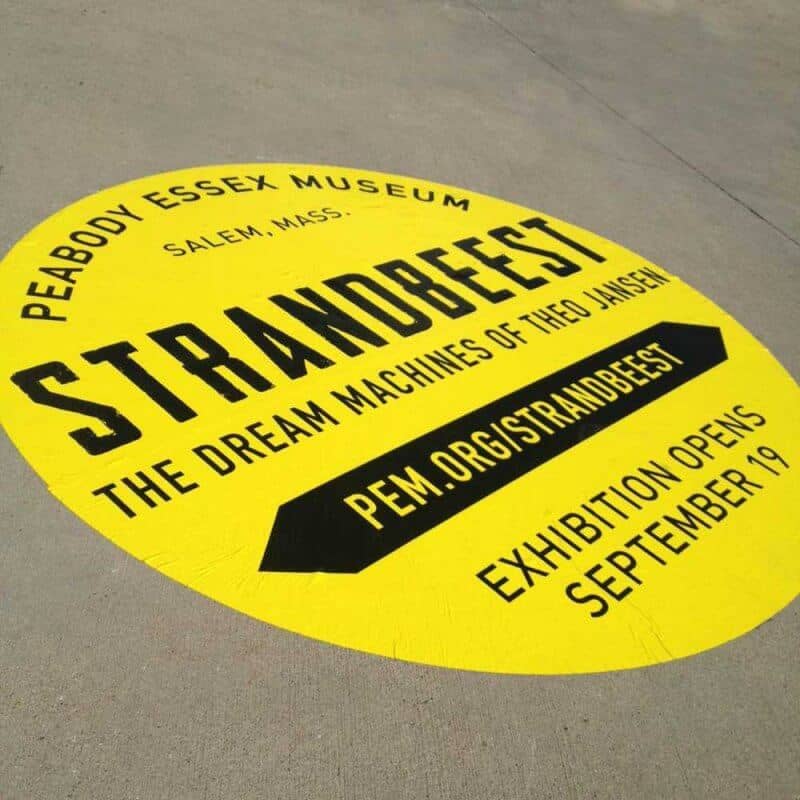 PEABODY ESSEX MUSEUM
SALEM, MASS.
STRANDBEEST
THE DREAM MACHINES OF THEO JANSEN
PEM.ORG/STRANDBEEST
EXHIBITION OPENS
SEPTEMBER 19